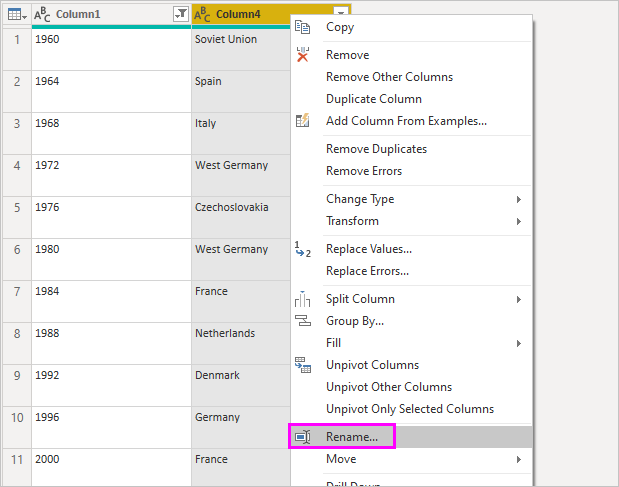 ABC Column1 ABC Column4
1 1960 Soviet Union
2 1964 Spain
3 1968 Italy
4 1972 West Germany
5 1976 Czechoslovakia
6 1980 West Germany
7 1984 France
8 1988 Netherlands
9 1992 Denmark
10 1996 Germany
11 2000 France
Copy
Remove
Remove Other Columns
Duplicate Column
Add Column From Examples...
Remove Duplicates
Remove Errors
Change Type
Transform
1 2 Replace Values...
Replace Errors...
Split Column
Group By...
Fill
Unpivot Columns
Unpivot Other Columns
Unpivot Only Selected Columns
Rename...
Move
Drill Down